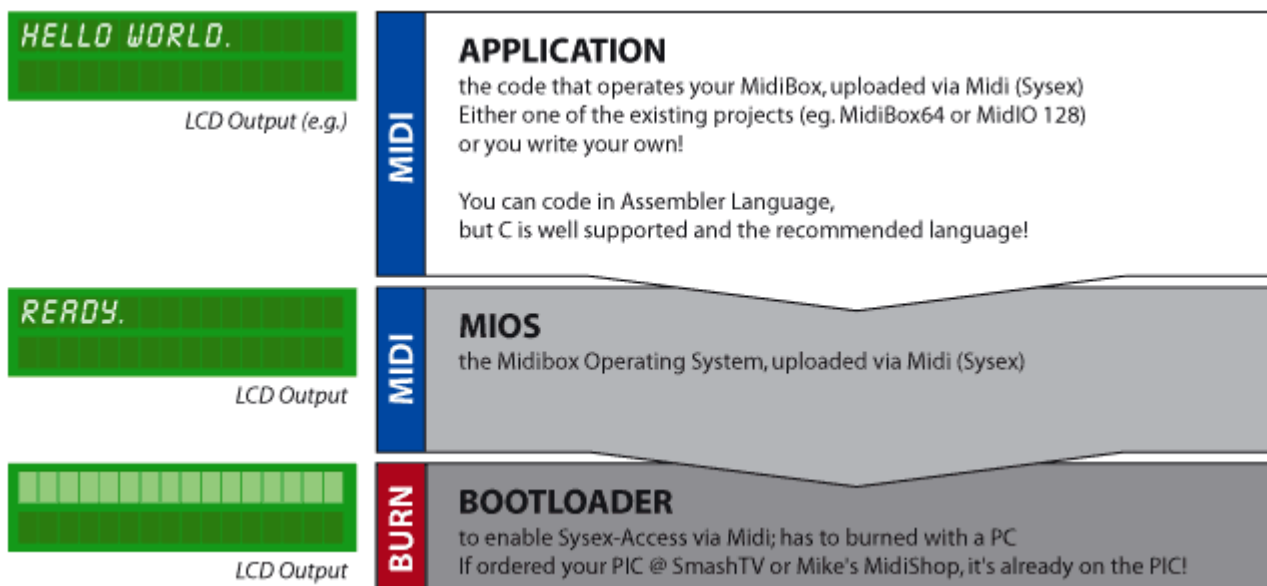 HELLO WORLD.
LCD Output (e.g.)
MIDI
APPLICATION
the code that operates your MidiBox, uploaded via Midi (Sysex)
Either one of the existing projects (eg. MidiBox64 or MidIO 128)
or you write your own!
You can code in Assembler Language,
but C is well supported and the recommended language!
READY.
LCD Output
MIDI
MIOS
the Midibox Operating System, uploaded via Midi (Sysex)
LCD Output
BURN
BOOTLOADER
to enable Sysex-Access via Midi; has to burned with a PC
If ordered your PIC @ SmashTV or Mike's MidiShop, it's already on the PIC!